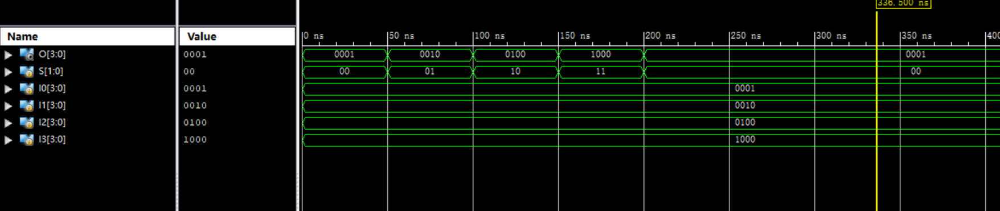 336.500 ns
Name Value 0 ns 50 ns 100 ns 150 ns 200 ns 250 ns 300 ns 350 ns 400
O[3:0] 0001 0001 0010 0100 1000 0001
S[1:0] 00 00 01 10 11 00
I0[3:0] 0001 0001
I1[3:0] 0010 0010
I2[3:0] 0100 0100
I3[3:0] 1000 1000